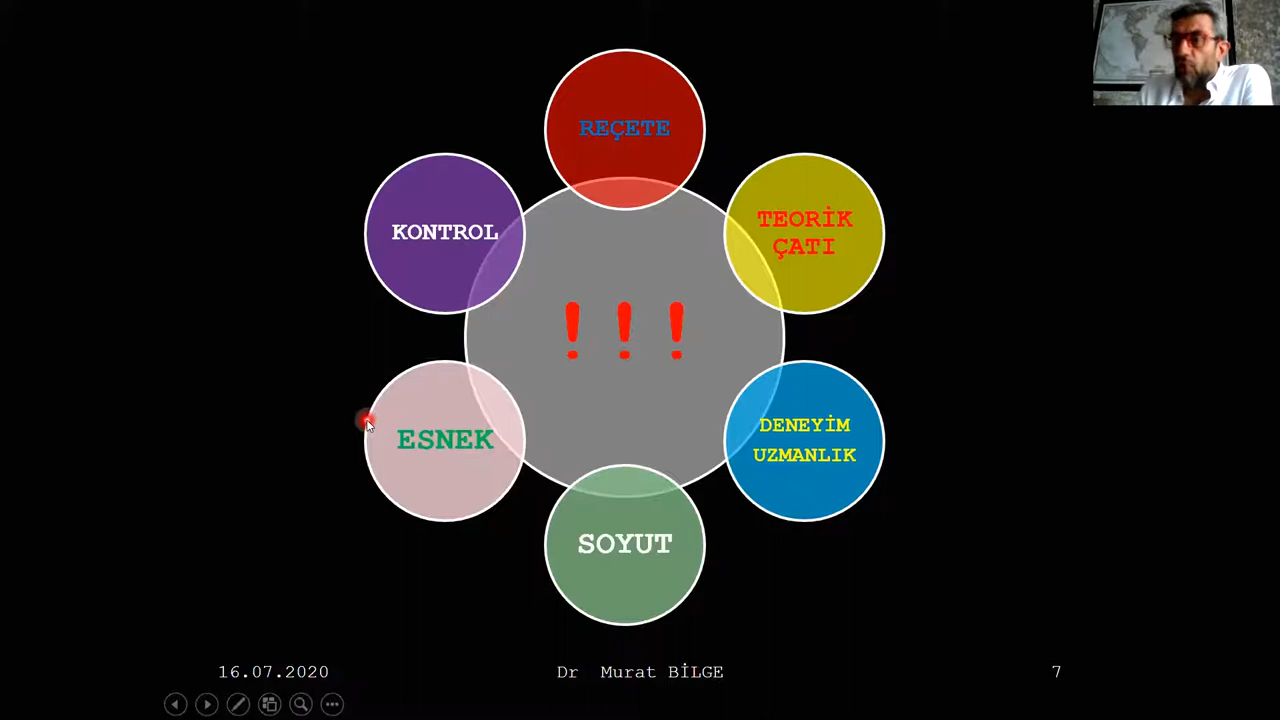 REÇETE
TEORİK
ÇATI
DENEYİM
UZMANLIK
SOYUT
ESNEK
KONTROL
! ! !
16.07.2020
Dr Murat BİLGE
7